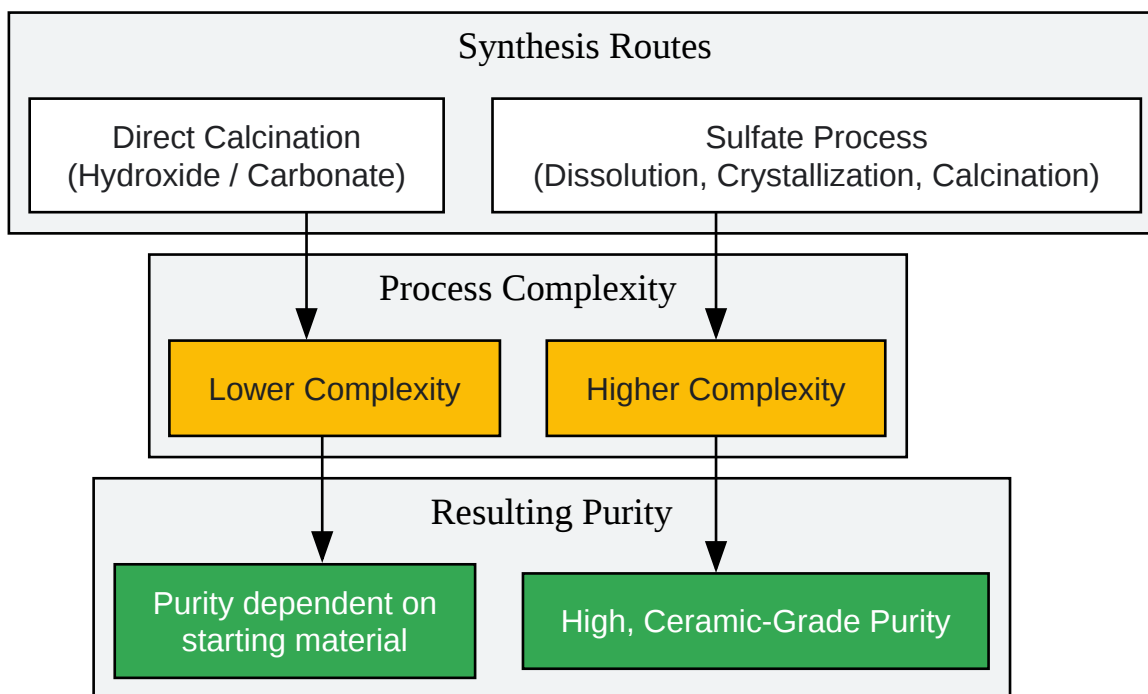 Synthesis Routes
Direct Calcination
(Hydroxide / Carbonate)
Sulfate Process
(Dissolution, Crystallization, Calcination)
Process Complexity
Lower Complexity
Higher Complexity
Resulting Purity
Purity dependent on
starting material
High, Ceramic-Grade Purity